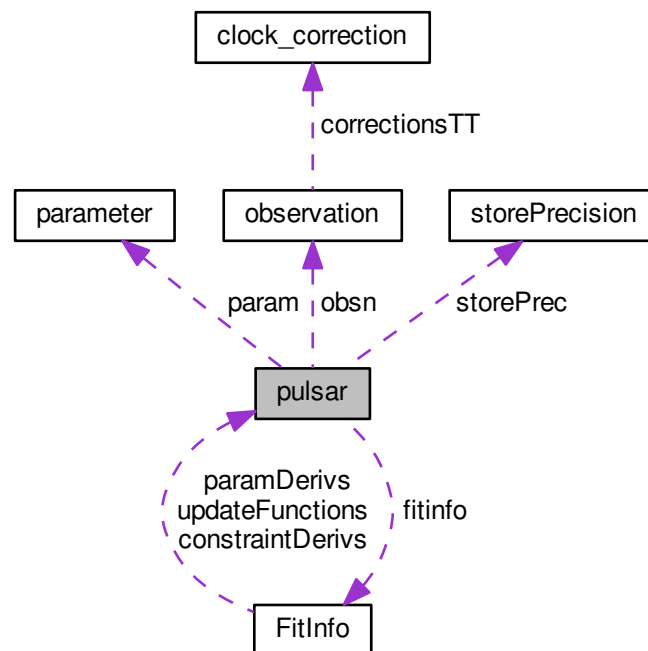 clock_correction
correctionsTT
parameter
observation
storePrecision
param
obsn
storePrec
pulsar
paramDerivs
updateFunctions
constraintDerivs
fitinfo
FitInfo